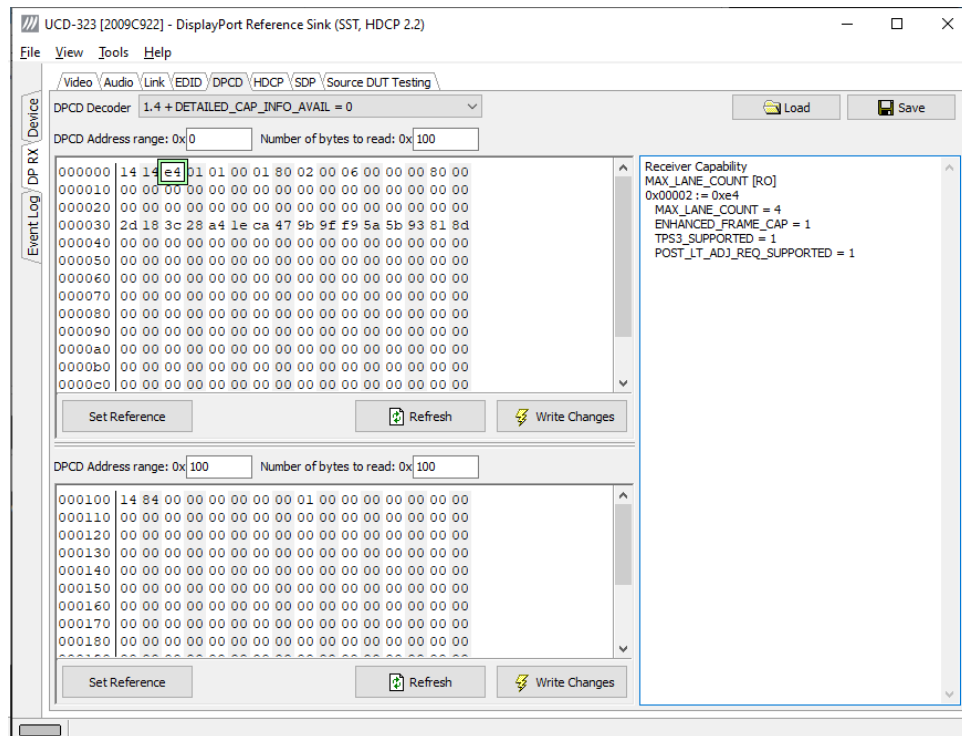 UCD-323 [2009C922] - DisplayPort Reference Sink (SST, HDCP 2.2)
File View Tools Help
Video Audio Link EDID DPCD HDCP SDP Source DUT Testing
Device
DP RX
Event Log
DPCD Decoder 1.4 + DETAILED_CAP_INFO_AVAIL = 0
Load Save
DPCD Address range: 0x 0 Number of bytes to read: 0x 100
000000 14 14 e4 01 01 00 01 80 02 00 06 00 00 00 80 00
000010 00 00 00 00 00 00 00 00 00 00 00 00 00 00 00 00
000020 00 00 00 00 00 00 00 00 00 00 00 00 00 00 00 00
000030 2d 18 3c 28 a4 1e ca 47 9b 9f f9 5a 5b 93 81 8d
000040 00 00 00 00 00 00 00 00 00 00 00 00 00 00 00 00
000050 00 00 00 00 00 00 00 00 00 00 00 00 00 00 00 00
000060 00 00 00 00 00 00 00 00 00 00 00 00 00 00 00 00
000070 00 00 00 00 00 00 00 00 00 00 00 00 00 00 00 00
000080 00 00 00 00 00 00 00 00 00 00 00 00 00 00 00 00
000090 00 00 00 00 00 00 00 00 00 00 00 00 00 00 00 00
0000a0 00 00 00 00 00 00 00 00 00 00 00 00 00 00 00 00
0000b0 00 00 00 00 00 00 00 00 00 00 00 00 00 00 00 00
0000c0 00 00 00 00 00 00 00 00 00 00 00 00 00 00 00 00
Set Reference Refresh Write Changes
DPCD Address range: 0x 100 Number of bytes to read: 0x 100
000100 14 84 00 00 00 00 00 00 01 00 00 00 00 00 00 00
000110 00 00 00 00 00 00 00 00 00 00 00 00 00 00 00 00
000120 00 00 00 00 00 00 00 00 00 00 00 00 00 00 00 00
000130 00 00 00 00 00 00 00 00 00 00 00 00 00 00 00 00
000140 00 00 00 00 00 00 00 00 00 00 00 00 00 00 00 00
000150 00 00 00 00 00 00 00 00 00 00 00 00 00 00 00 00
000160 00 00 00 00 00 00 00 00 00 00 00 00 00 00 00 00
000170 00 00 00 00 00 00 00 00 00 00 00 00 00 00 00 00
000180 00 00 00 00 00 00 00 00 00 00 00 00 00 00 00 00
Set Reference Refresh Write Changes
Receiver Capability
MAX_LANE_COUNT [RO]
0x00002 := 0xe4
MAX_LANE_COUNT = 4
ENHANCED_FRAME_CAP = 1
TPS3_SUPPORTED = 1
POST_LT_ADJ_REQ_SUPPORTED = 1